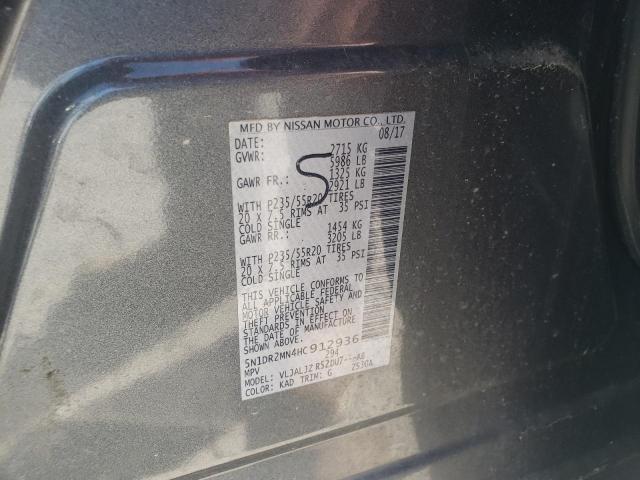 MFD BY NISSAN MOTOR CO., LTD.
DATE: 08/17
GVWR: 2715 KG
5986 LB
GAWR FR.: 1325 KG
2921 LB
WITH P235/55R20 TIRES
20 X 7.5 RIMS AT 35 PSI
COLD SINGLE
GAWR RR.: 1454 KG
3205 LB
WITH P235/55R20 TIRES
20 X 7.5 RIMS AT 35 PSI
COLD SINGLE
THIS VEHICLE CONFORMS TO
ALL APPLICABLE FEDERAL
MOTOR VEHICLE SAFETY AND
THEFT PREVENTION
STANDARDS IN EFFECT ON
THE DATE OF MANUFACTURE
SHOWN ABOVE.
5N1DR2MN4HC912936
MPV 294
MODEL: VLJALJZ
COLOR: KAD TRIM: G
S